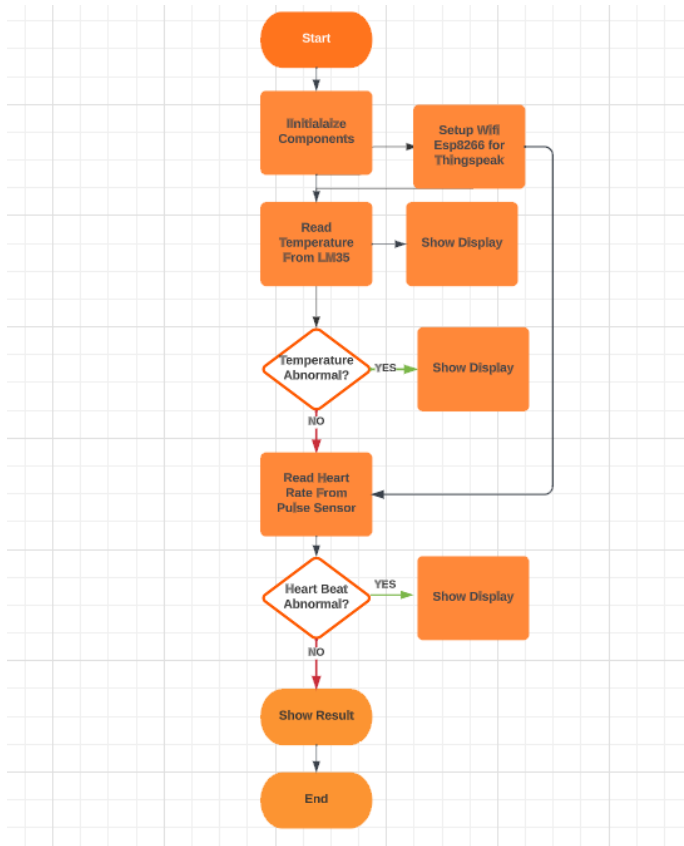 Start
IInitialaize
Components
Setup Wifi
Esp8266 for
Thingspeak
Read
Temperature
From LM35
Show Display
Temperature
Abnormal?
YES
Show Display
NO
Read Heart
Rate From
Pulse Sensor
Heart Beat
Abnormal?
YES
Show Display
NO
Show Result
End